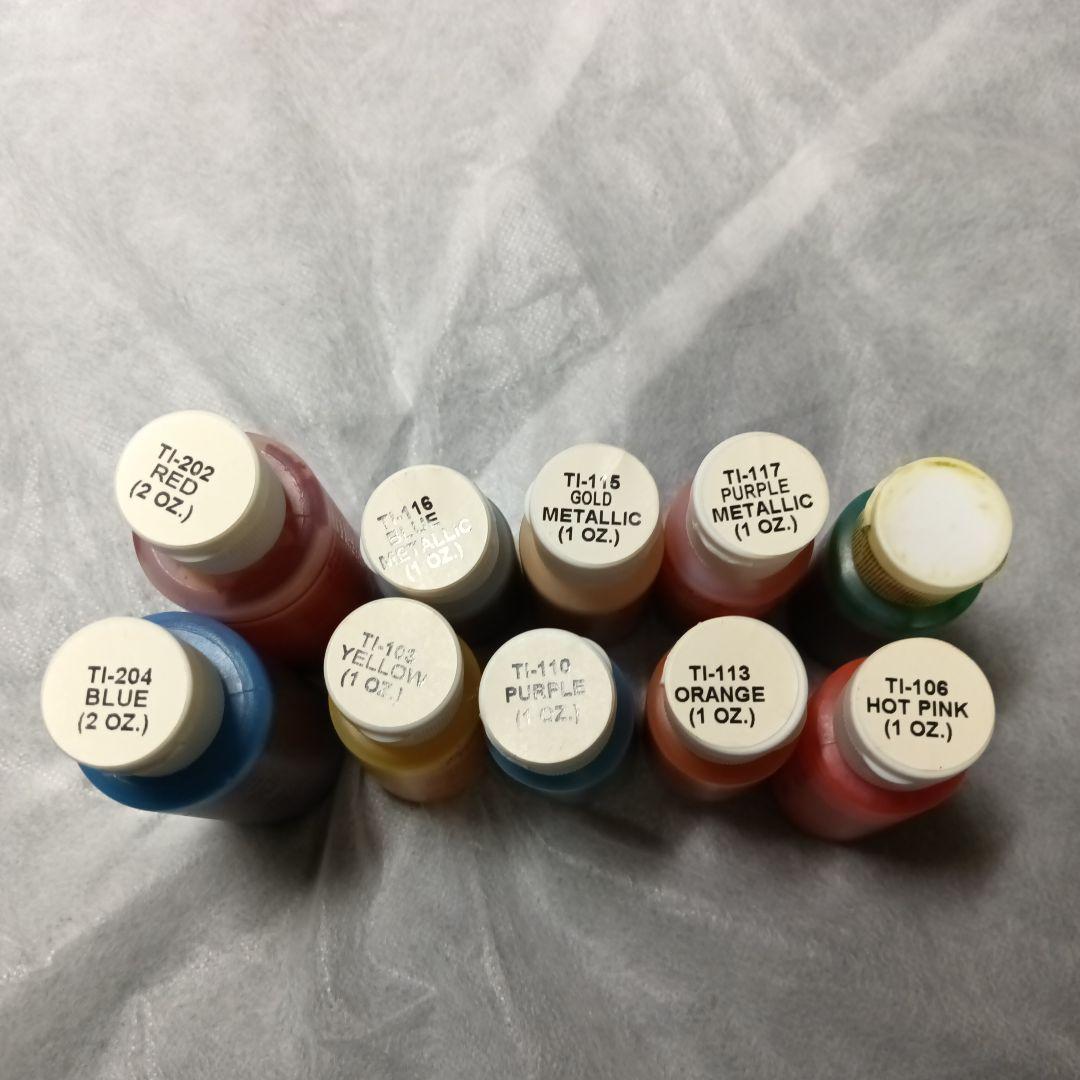 TI-202
RED
(2 OZ.)
TI-116
BLUE
METALLIC
(1 OZ.)
TI-115
GOLD
METALLIC
(1 OZ.)
TI-117
PURPLE
METALLIC
(1 OZ.)
TI-204
BLUE
(2 OZ.)
YELLOW
(1 OZ.)
TI-110
PURPLE
(1 OZ.)
TI-113
ORANGE
(1 OZ.)
TI-106
HOT PINK
(1 OZ.)